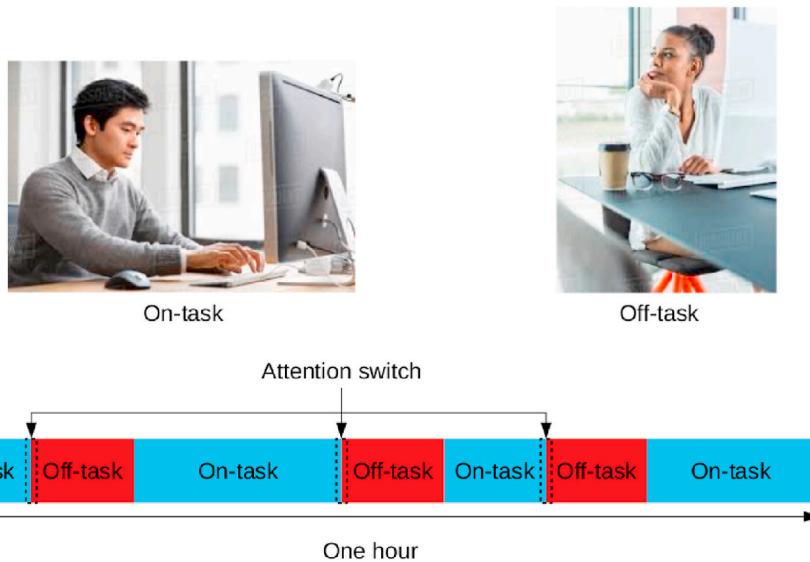 On-task
Off-task
Attention switch
sk Off-task On-task Off-task On-task Off-task On-task
One hour